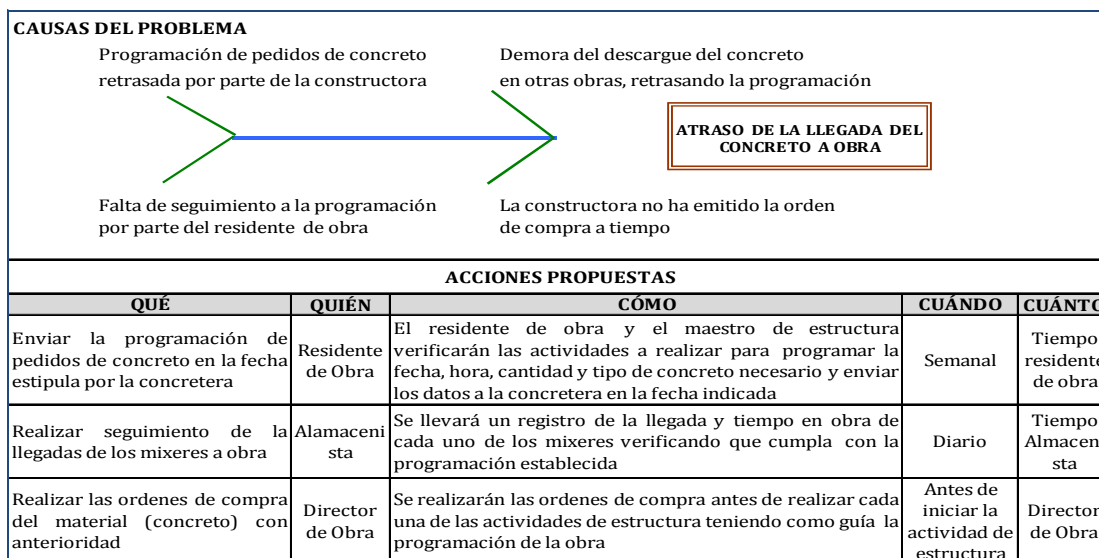 CAUSAS DEL PROBLEMA
Programación de pedidos de concreto
retrasada por parte de la constructora
Demora del descargue del concreto
en otras obras, retrasando la programación
ATRASO DE LA LLEGADA DEL
CONCRETO A OBRA
Falta de seguimiento a la programación
por parte del residente de obra
La constructora no ha emitido la orden
de compra a tiempo
ACCIONES PROPUESTAS
QUÉ
QUIÉN
CÓMO
CUÁNDO
CUÁNTO
Enviar la programación de
pedidos de concreto en la fecha
estipula por la concretera
Residente
de Obra
El residente de obra y el maestro de estructura
verificarán las actividades a realizar para programar la
fecha, hora, cantidad y tipo de concreto necesario y enviar
los datos a la concretera en la fecha indicada
Semanal
Tiempo
residente
de obra
Realizar seguimiento de la
llegadas de los mixeres a obra
Alamaceni
sta
Se llevará un registro de la llegada y tiempo en obra de
cada uno de los mixeres verificando que cumpla con la
programación establecida
Diario
Tiempo
Almaceni
sta
Realizar las ordenes de compra
del material (concreto) con
anterioridad
Director
de Obra
Se realizarán las ordenes de compra antes de realizar cada
una de las actividades de estructura teniendo como guía la
programación de la obra
Antes de
iniciar la
actividad de
estructura
Director
de Obra